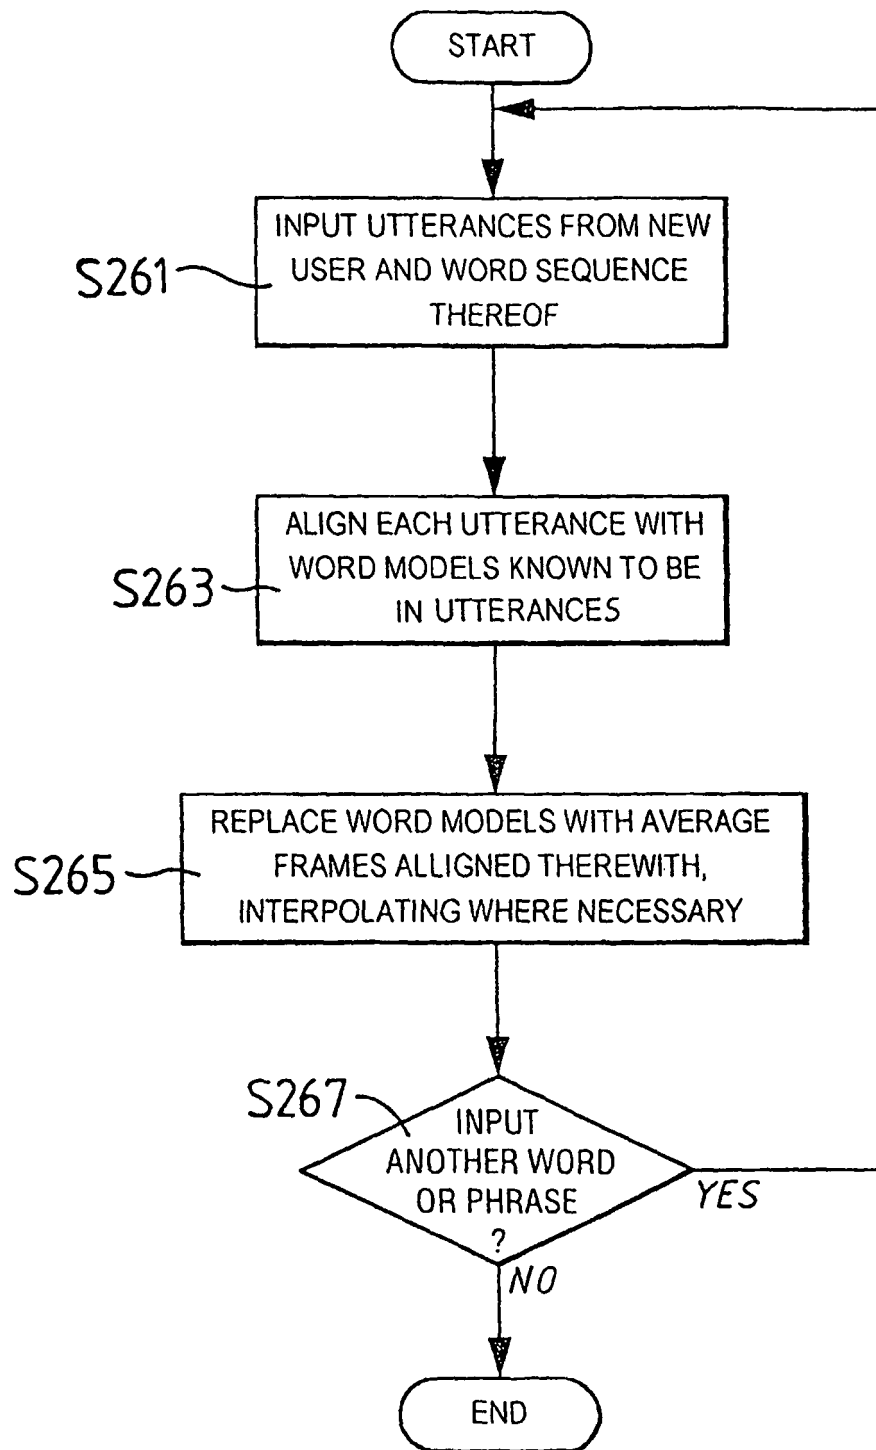 START
INPUT UTTERANCES FROM NEW
USER AND WORD SEQUENCE
THEREOF
S261
ALIGN EACH UTTERANCE WITH
WORD MODELS KNOWN TO BE
IN UTTERANCES
S263
REPLACE WORD MODELS WITH AVERAGE
FRAMES ALLIGNED THEREWITH,
INTERPOLATING WHERE NECESSARY
S265
S267
INPUT
ANOTHER WORD
OR PHRASE
?
YES
NO
END